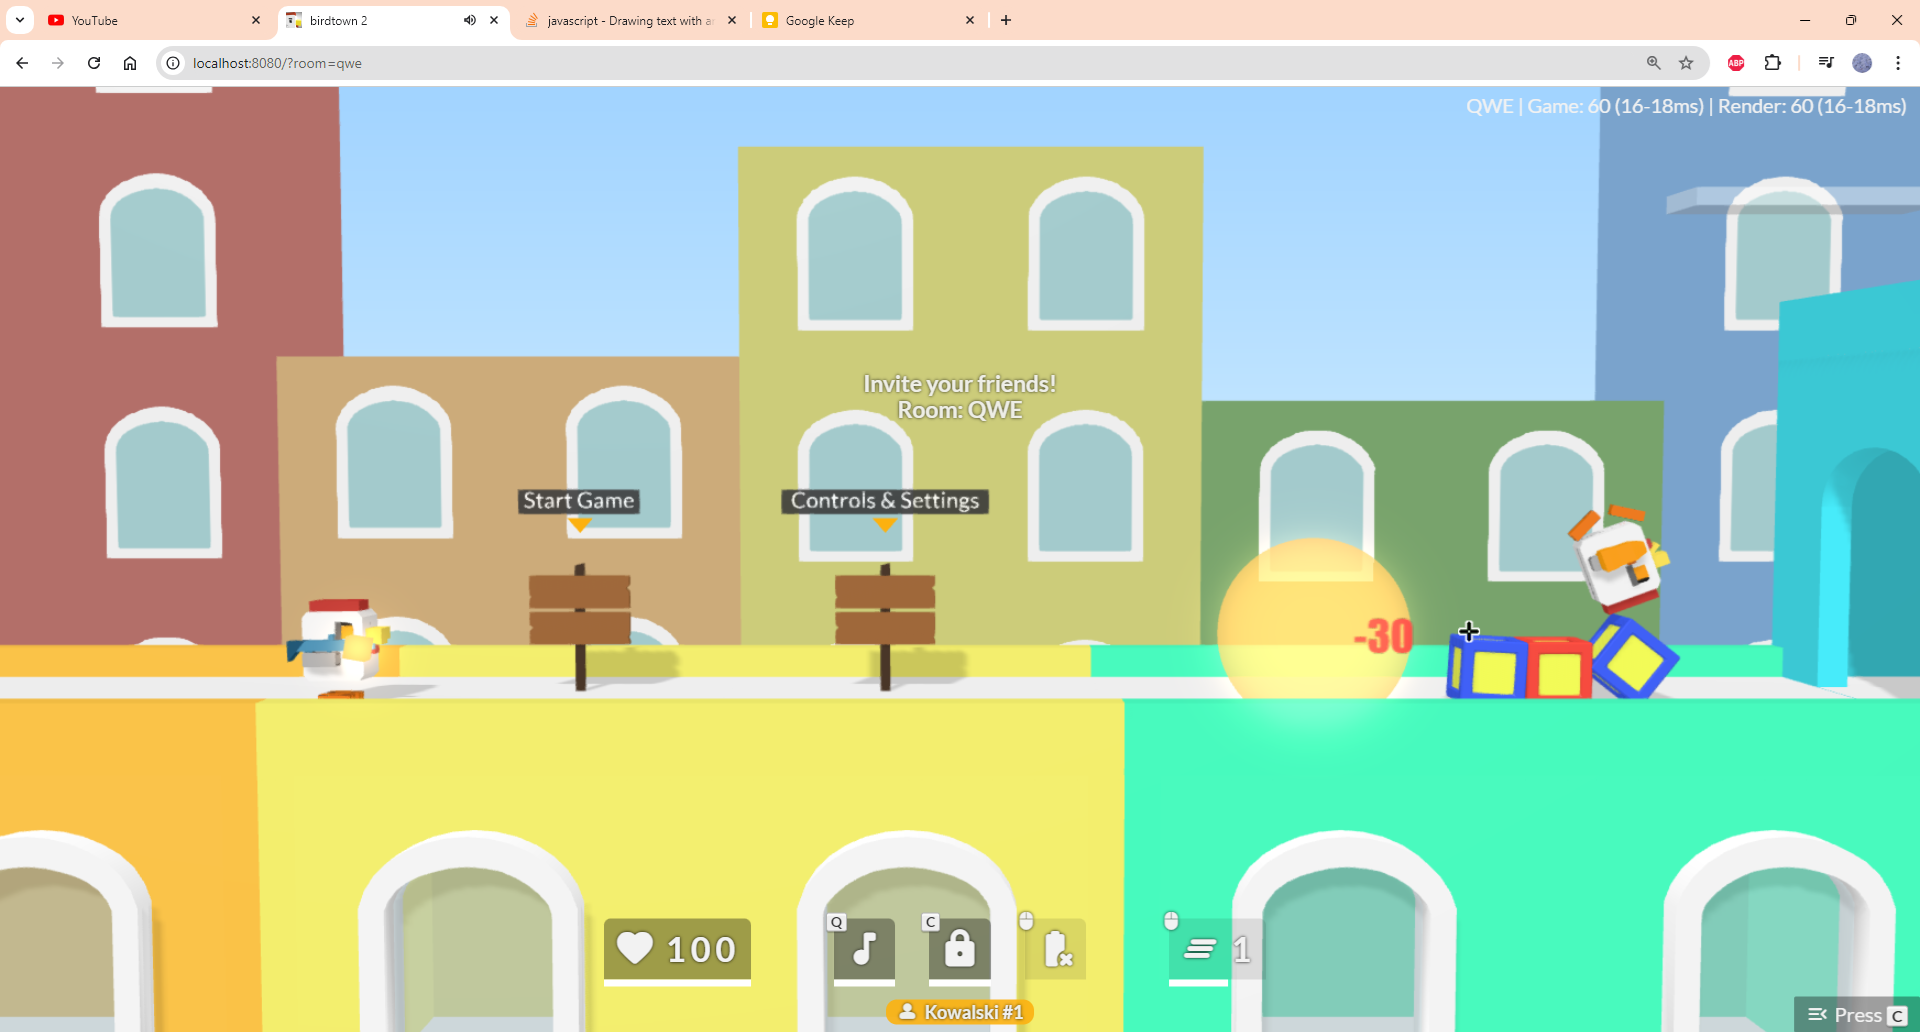 YouTube
birdtown 2
javascript - Drawing text with a
Google Keep
localhost:8080/?room=qwe
ABP
QWE | Game: 60 (16-18ms) | Render: 60 (16-18ms)
Invite your friends!
Room: QWE
Start Game
Controls & Settings
-30
100
Q
C
1
Kowalski #1
Press C